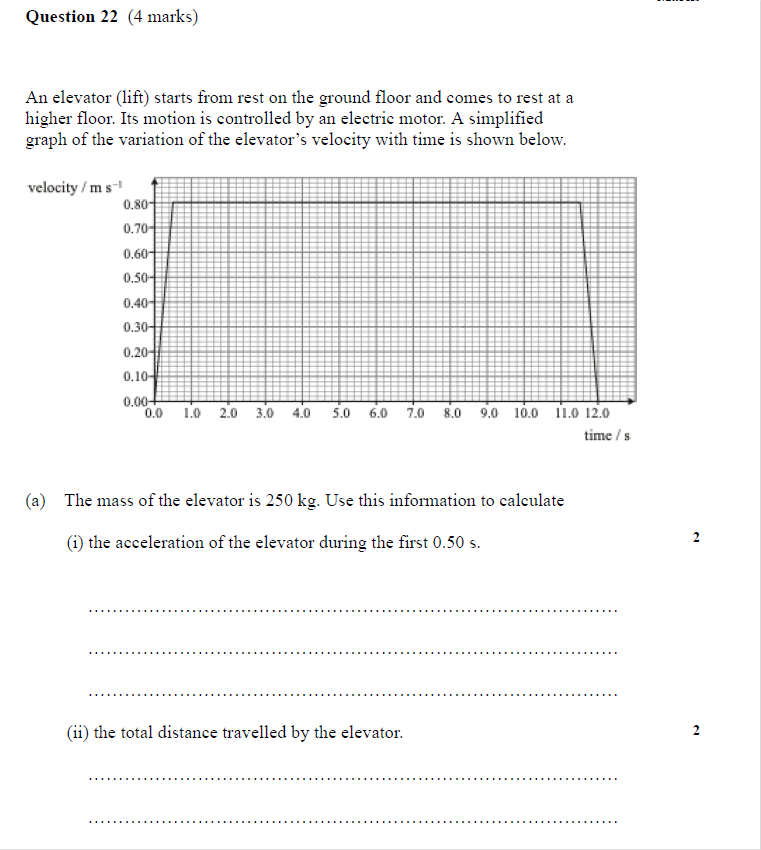 Question 22 (4 marks)
An elevator (lift) starts from rest on the ground floor and comes to rest at a
higher floor. Its motion is controlled by an electric motor. A simplified
graph of the variation of the elevator’s velocity with time is shown below.
velocity / m s⁻¹
0.80
0.70
0.60
0.50
0.40
0.30
0.20
0.10
0.00
0.0 1.0 2.0 3.0 4.0 5.0 6.0 7.0 8.0 9.0 10.0 11.0 12.0
time / s
(a) The mass of the elevator is 250 kg. Use this information to calculate
(i) the acceleration of the elevator during the first 0.50 s. 2
(ii) the total distance travelled by the elevator. 2